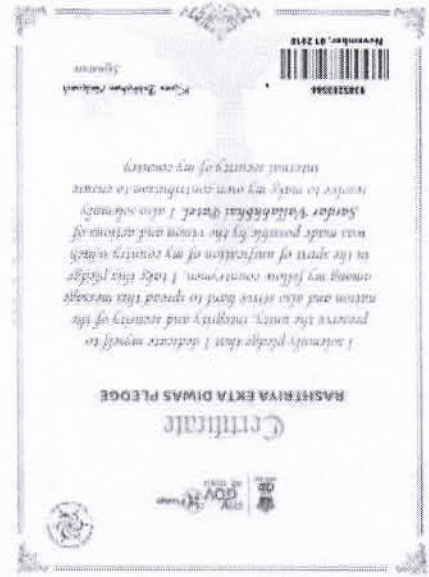 my
GOV
Certificate
RASHTRIYA EKTA DIWAS PLEDGE
I solemnly pledge that I dedicate myself to
preserve the unity, integrity and security of the
nation and also strive hard to spread this message
among my fellow countrymen. I take this pledge
in the spirit of unification of my country which
was made possible by the vision and actions of
Sardar Vallabhbhai Patel. I also solemnly
resolve to make my own contribution to ensure
internal security of my country
Signature
November, 01 2018